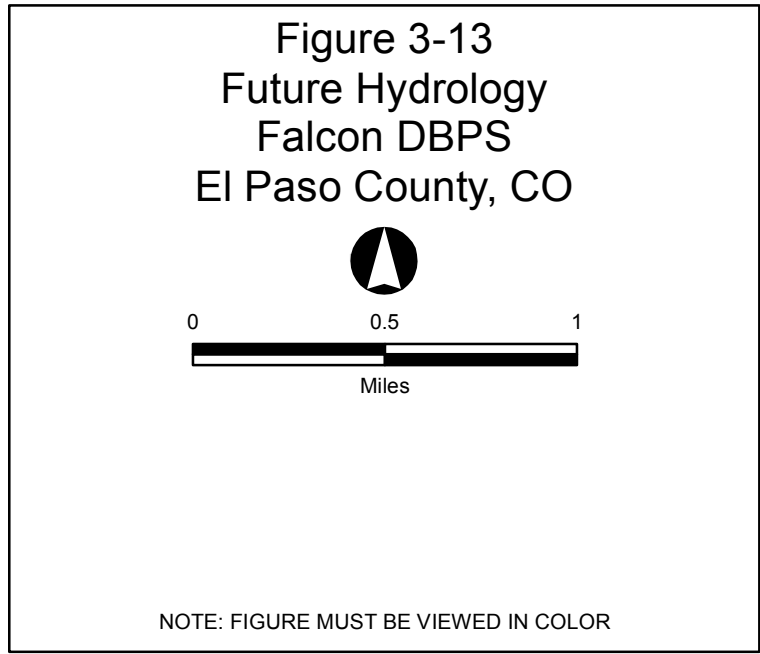 Figure 3-13
Future Hydrology
Falcon DBPS
El Paso County, CO
0 0.5 1
Miles
NOTE: FIGURE MUST BE VIEWED IN COLOR